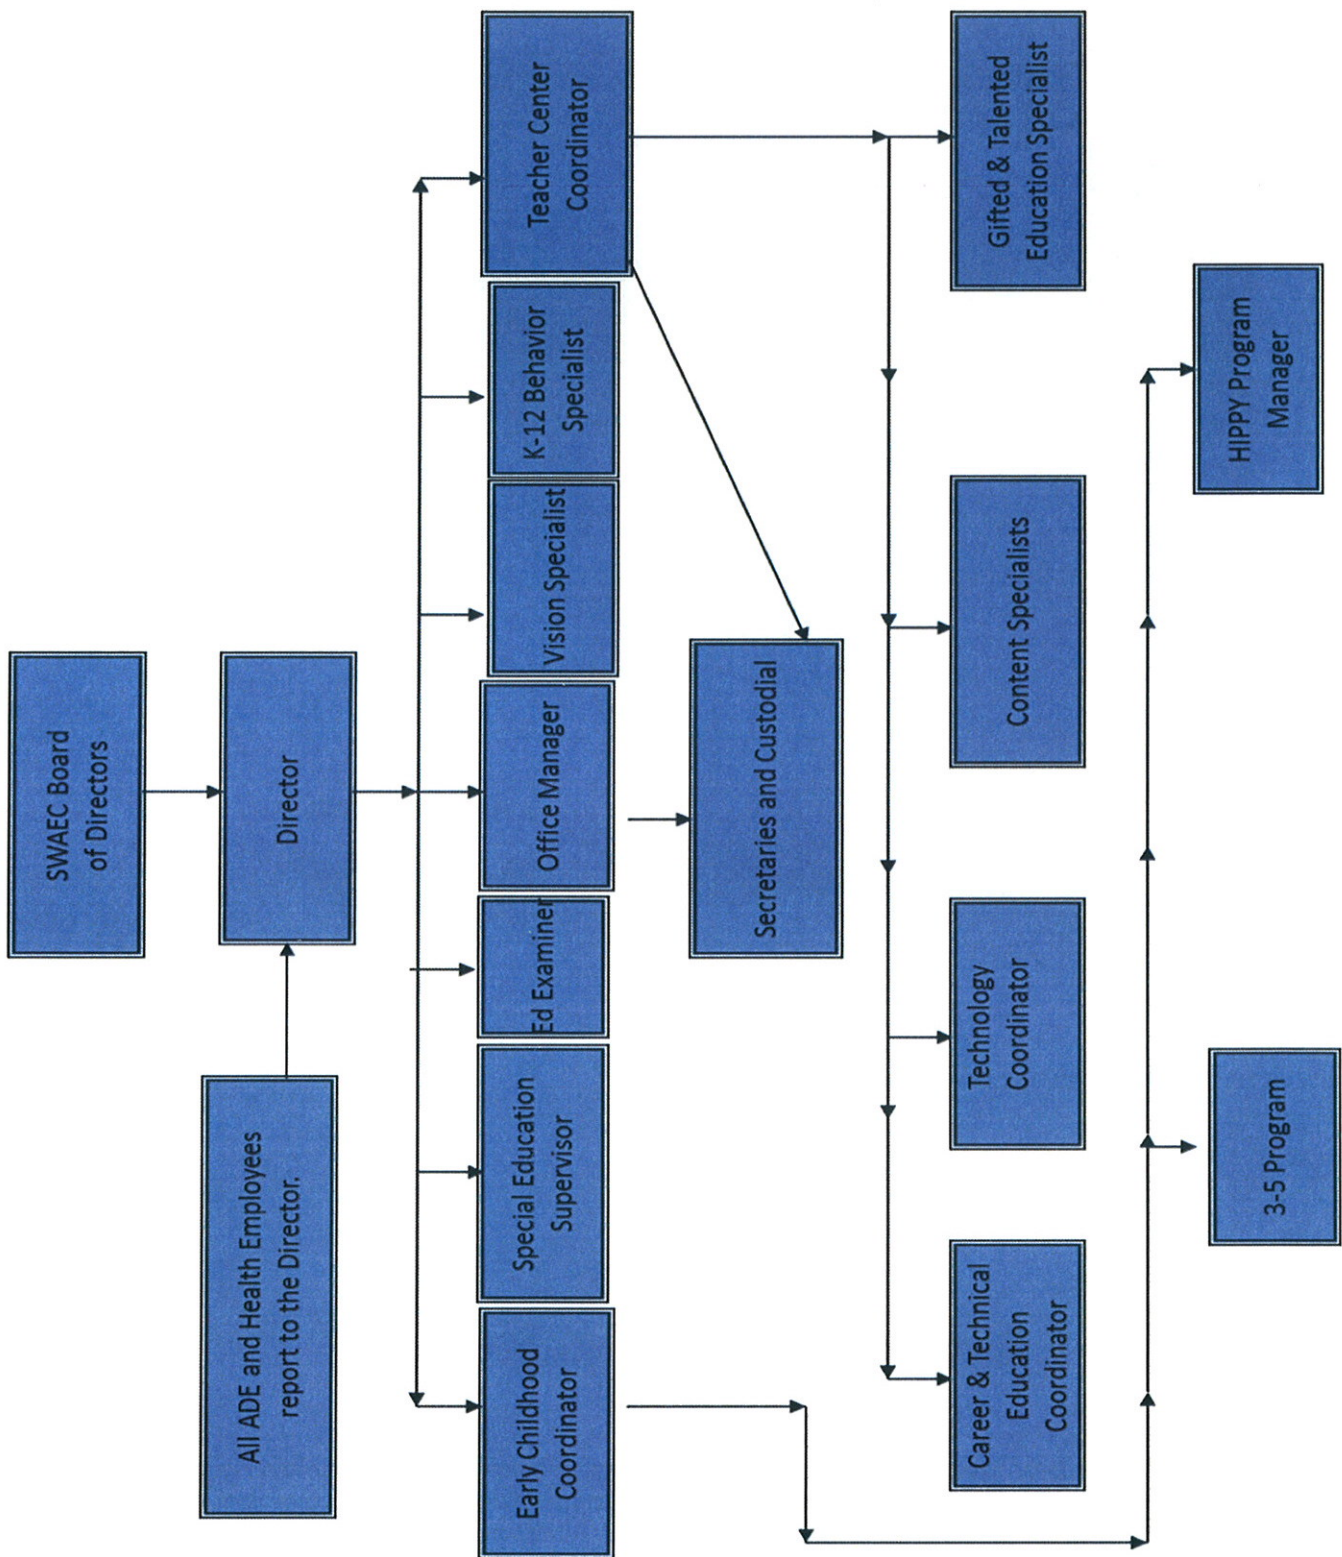 SWAEC Board
of Directors
All ADE and Health Employees
report to the Director.
Director
Early Childhood
Coordinator
Special Education
Supervisor
Ed Examiner
Office Manager
Vision Specialist
K-12 Behavior
Specialist
Teacher Center
Coordinator
Secretaries and Custodial
Career & Technical
Education
Coordinator
Technology
Coordinator
Content Specialists
Gifted & Talented
Education Specialist
3-5 Program
HIPPY Program
Manager